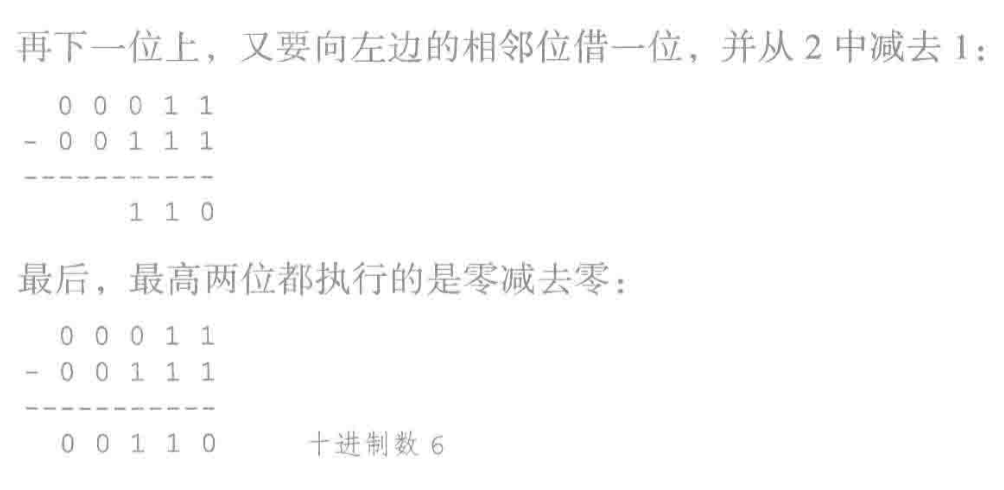 再下一位上，又要向左边的相邻位借一位，并从 2 中减去 1：
0 0 0 1 1
- 0 0 1 1 1
-----------
1 1 0
最后，最高两位都执行的是零减去零：
0 0 0 1 1
- 0 0 1 1 1
-----------
0 0 1 1 0 十进制数 6